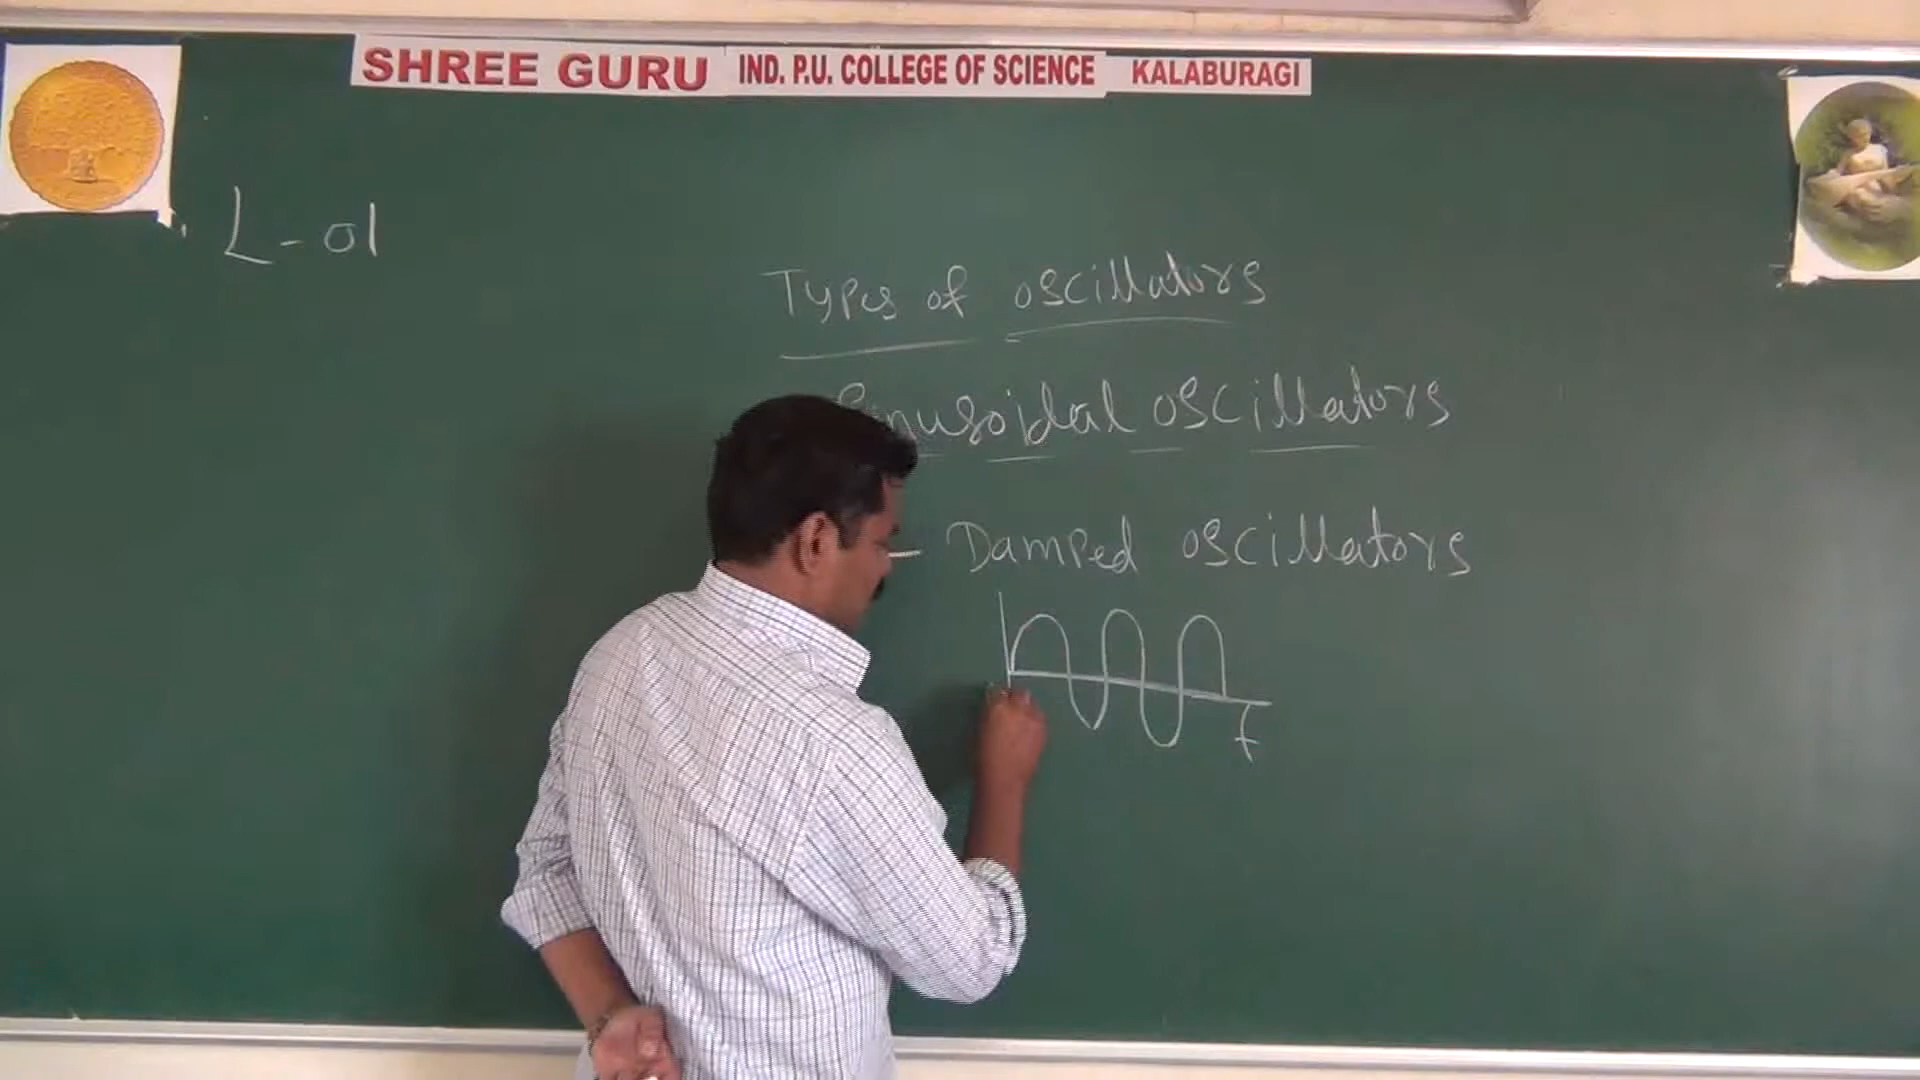 SHREE GURU IND. P.U. COLLEGE OF SCIENCE KALABURAGI
L-01
Types of oscillators
Sinusoidal oscillators
- Damped oscillators
t